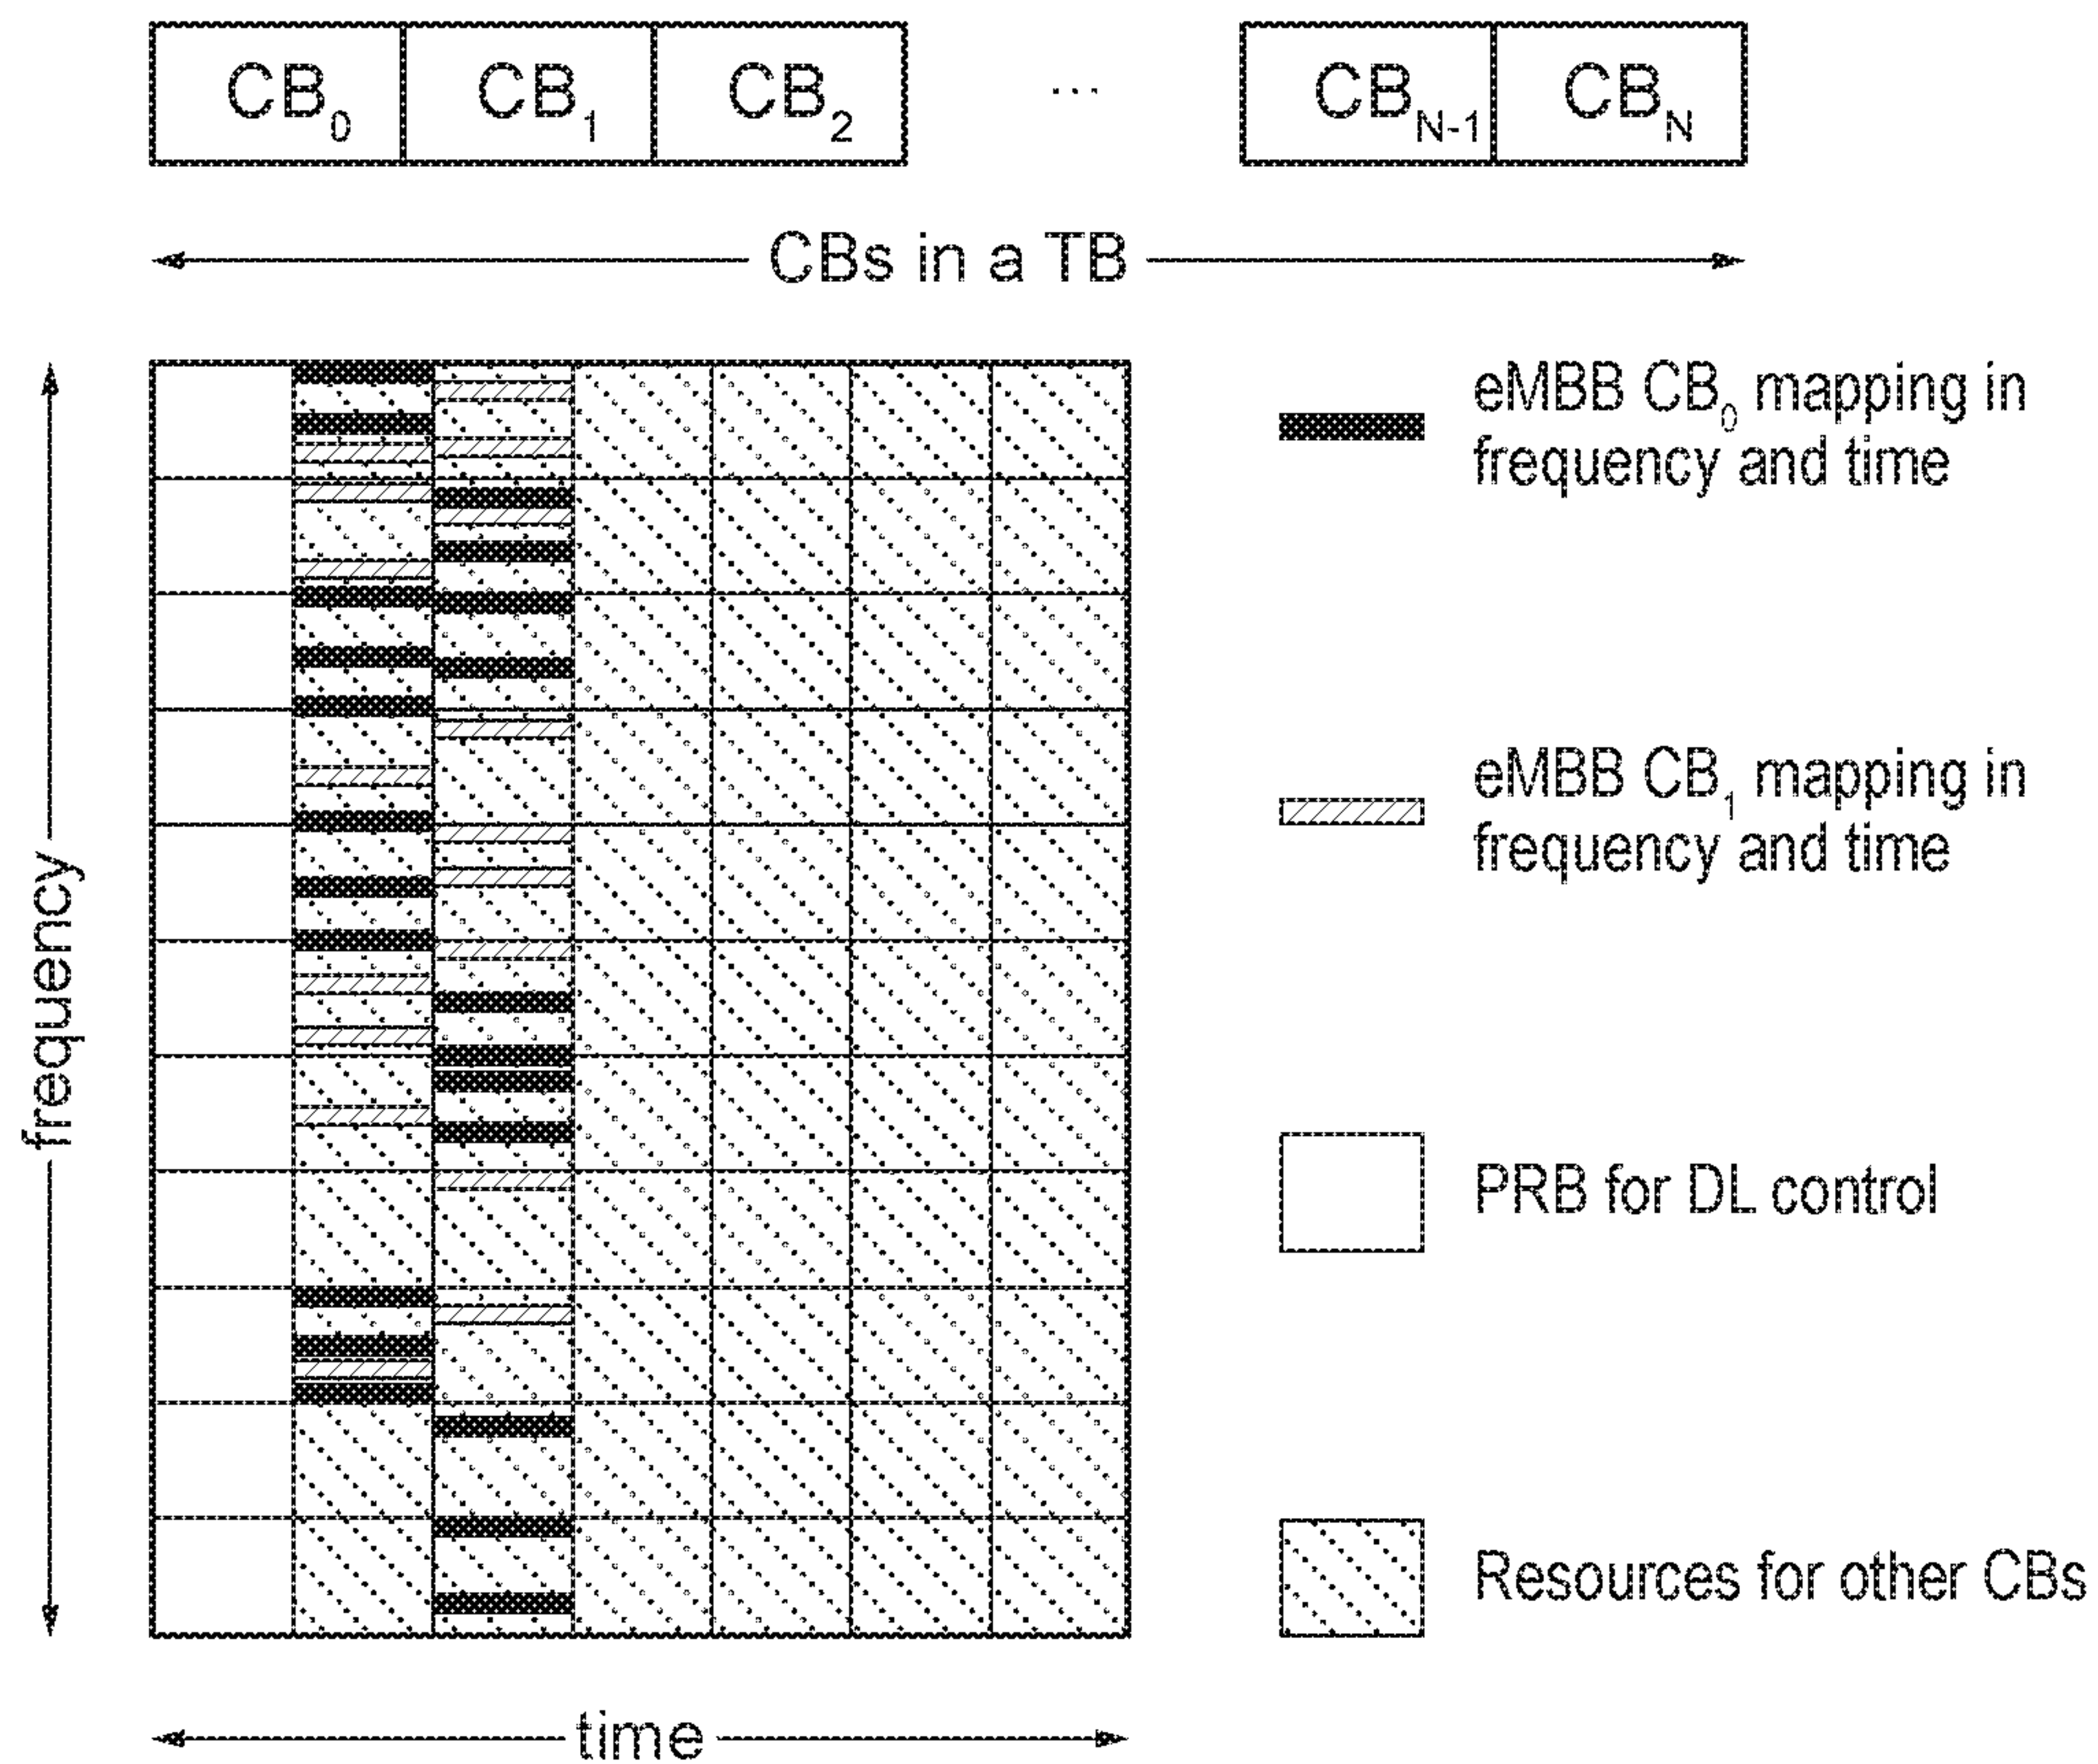 CB0 CB1 CB2 ... CBN-1 CBN
CBs in a TB
frequency
time
eMBB CB0 mapping in
frequency and time
eMBB CB1 mapping in
frequency and time
PRB for DL control
Resources for other CBs